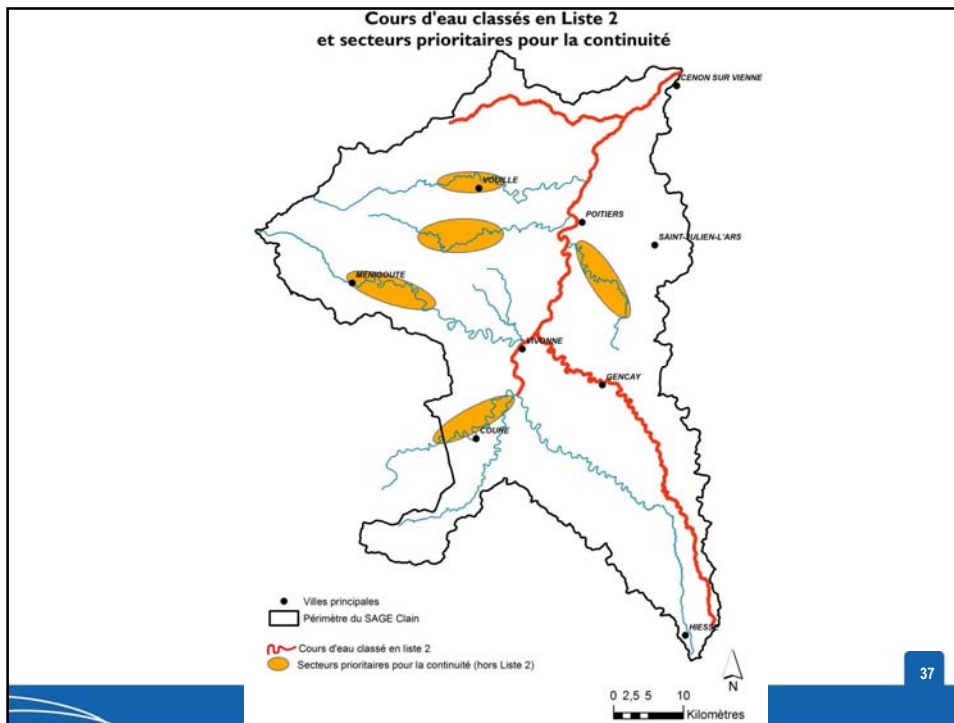 Cours d'eau classés en Liste 2
et secteurs prioritaires pour la continuité
CENON SUR VIENNE
VOUILLE
POITIERS
SAINT-JULIEN-L'ARS
MENIGOUTE
VIVONNE
GENCAY
COUHE
HIESSE
Villes principales
Périmètre du SAGE Clain
Cours d'eau classé en liste 2
Secteurs prioritaires pour la continuité (hors Liste 2)
N
0 2,5 5 10
Kilomètres
37